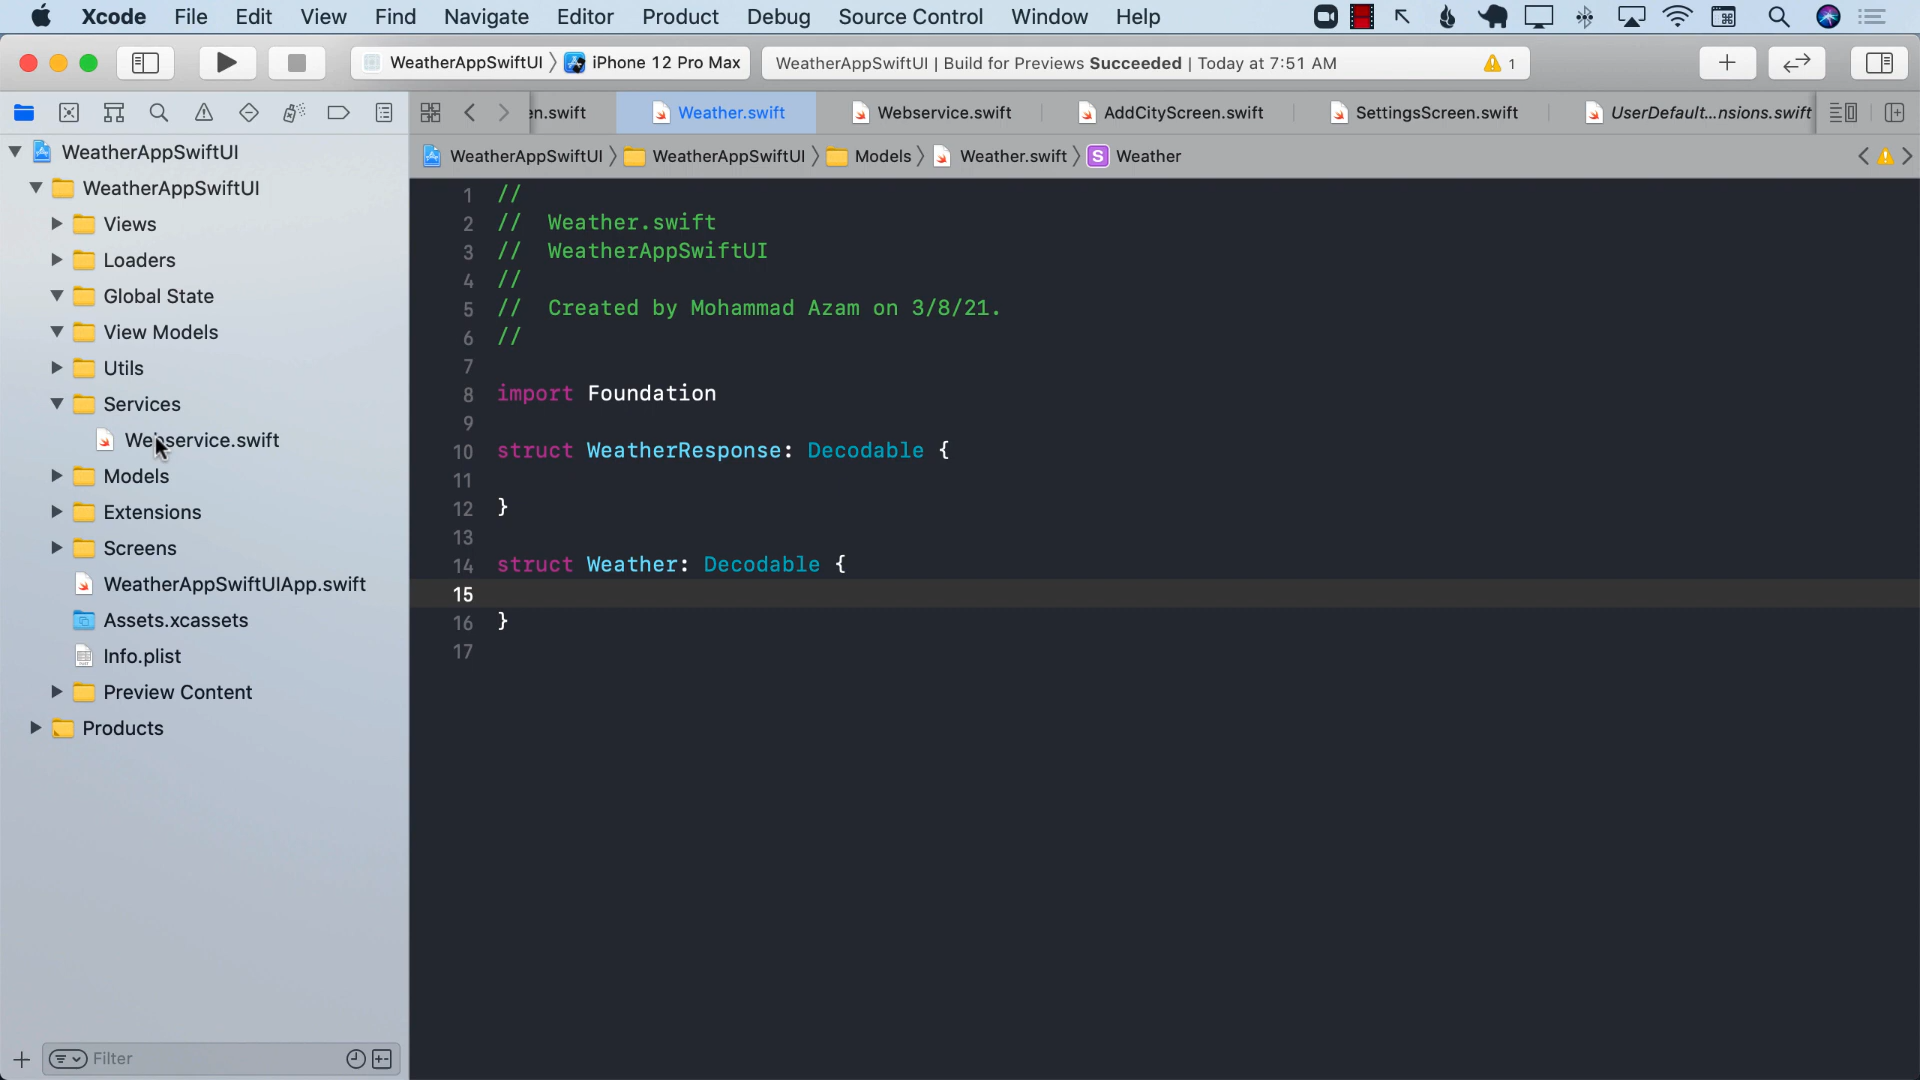 Xcode File Edit View Find Navigate Editor Product Debug Source Control Window Help
WeatherAppSwiftUI iPhone 12 Pro Max WeatherAppSwiftUI | Build for Previews Succeeded | Today at 7:51 AM 1
en.swift Weather.swift Webservice.swift AddCityScreen.swift SettingsScreen.swift UserDefault...nsions.swift
WeatherAppSwiftUI WeatherAppSwiftUI Models Weather.swift S Weather
WeatherAppSwiftUI
WeatherAppSwiftUI
Views
Loaders
Global State
View Models
Utils
Services
Webservice.swift
Models
Extensions
Screens
WeatherAppSwiftUIApp.swift
Assets.xcassets
Info.plist
Preview Content
Products
Filter
1 //
2 // Weather.swift
3 // WeatherAppSwiftUI
4 //
5 // Created by Mohammad Azam on 3/8/21.
6 //
7
8 import Foundation
9
10 struct WeatherResponse: Decodable {
11
12 }
13
14 struct Weather: Decodable {
15
16 }
17